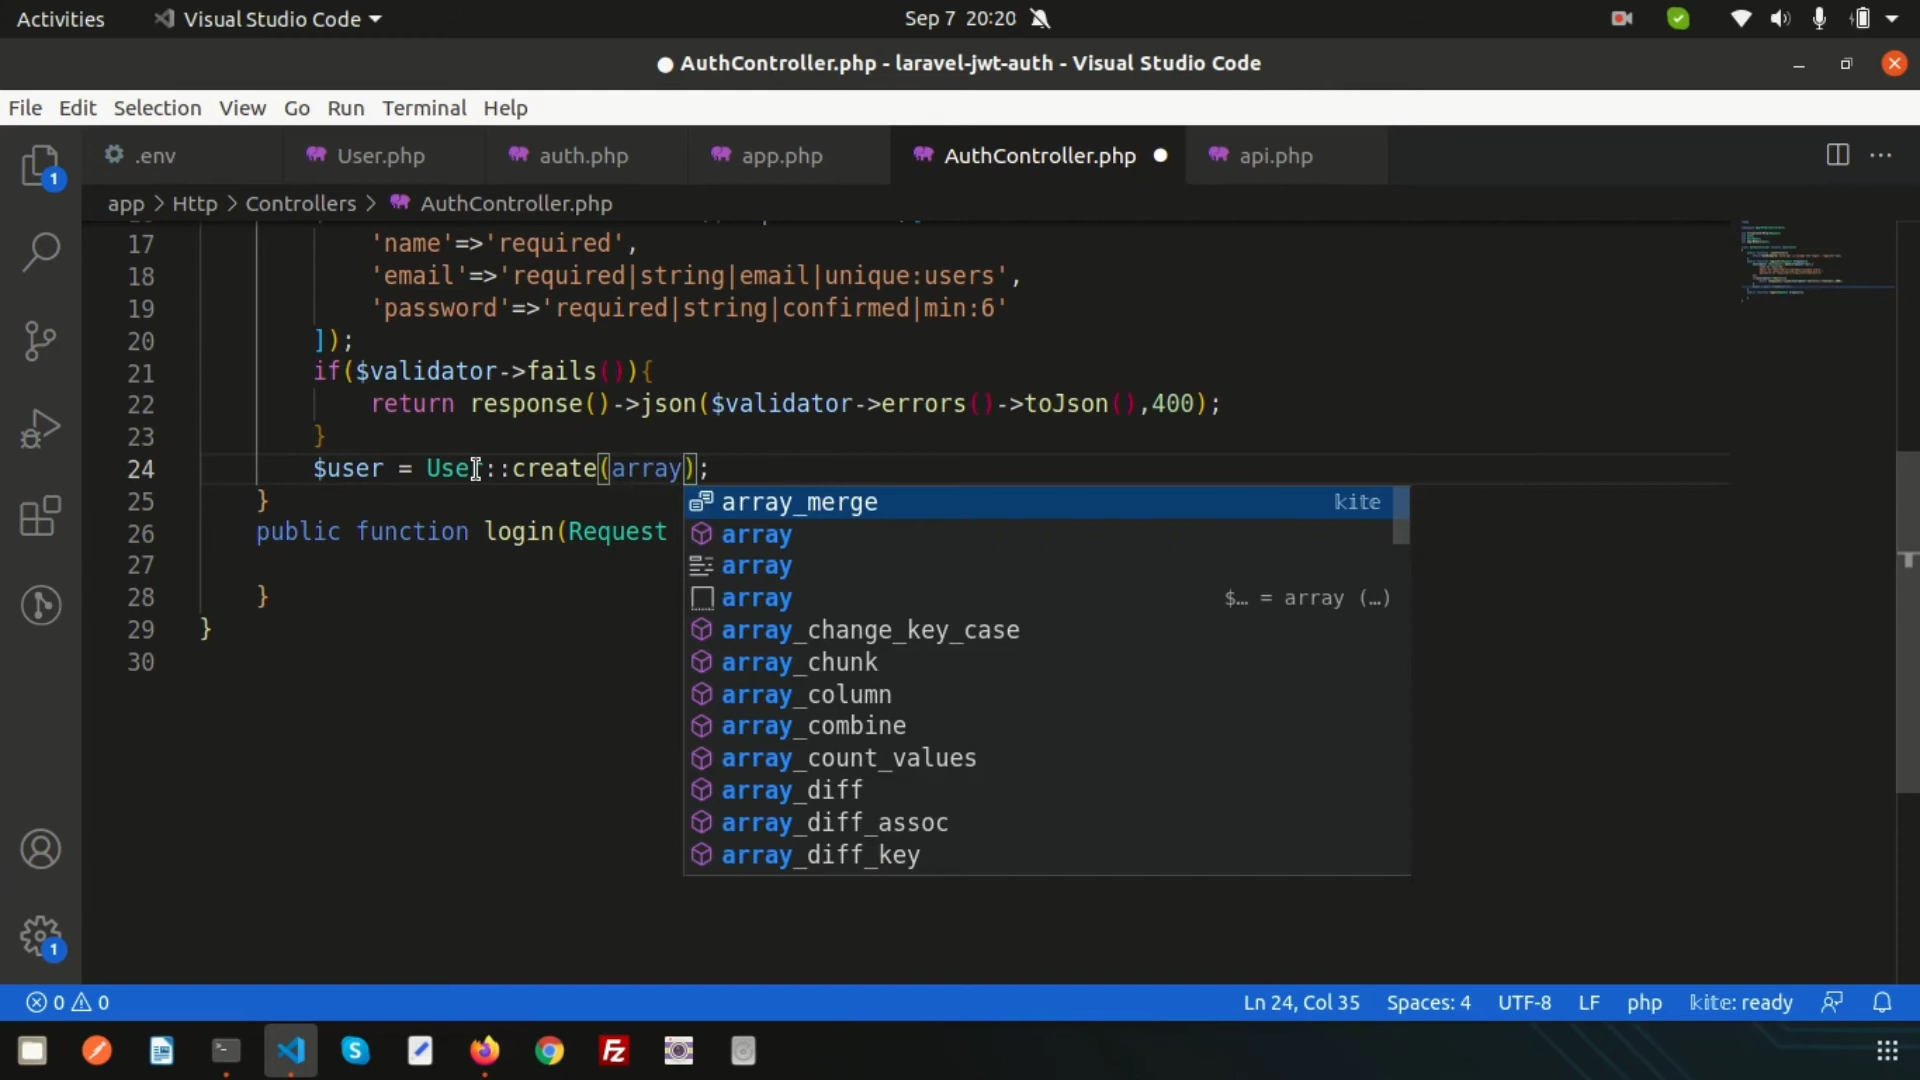 Activities Visual Studio Code Sep 7 20:20
AuthController.php - laravel-jwt-auth - Visual Studio Code
File Edit Selection View Go Run Terminal Help
1 .env User.php auth.php app.php AuthController.php api.php
app > Http > Controllers > AuthController.php
17 'name'=>'required',
18 'email'=>'required|string|email|unique:users',
19 'password'=>'required|string|confirmed|min:6'
20 ]);
21 if($validator->fails()){
22 return response()->json($validator->errors()->toJson(),400);
23 }
24 $user = User::create(array);
25 }
array_merge kite
26 public function login(Request
array
27
array
28 }
array $… = array (…)
29 }
array_change_key_case
30
array_chunk
array_column
array_combine
array_count_values
array_diff
array_diff_assoc
array_diff_key
1
0 0 Ln 24, Col 35 Spaces: 4 UTF-8 LF php kite: ready
Fz